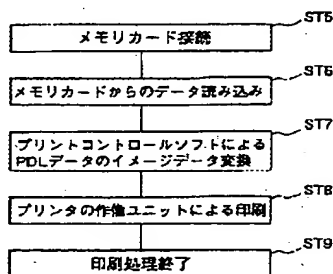 ST5
メモリカード接続
ST6
メモリカードからのデータ読み込み
ST7
プリントコントロールソフトによる
PDLデータのイメージデータ変換
ST8
プリンタの作像ユニットによる印刷
ST9
印刷処理終了